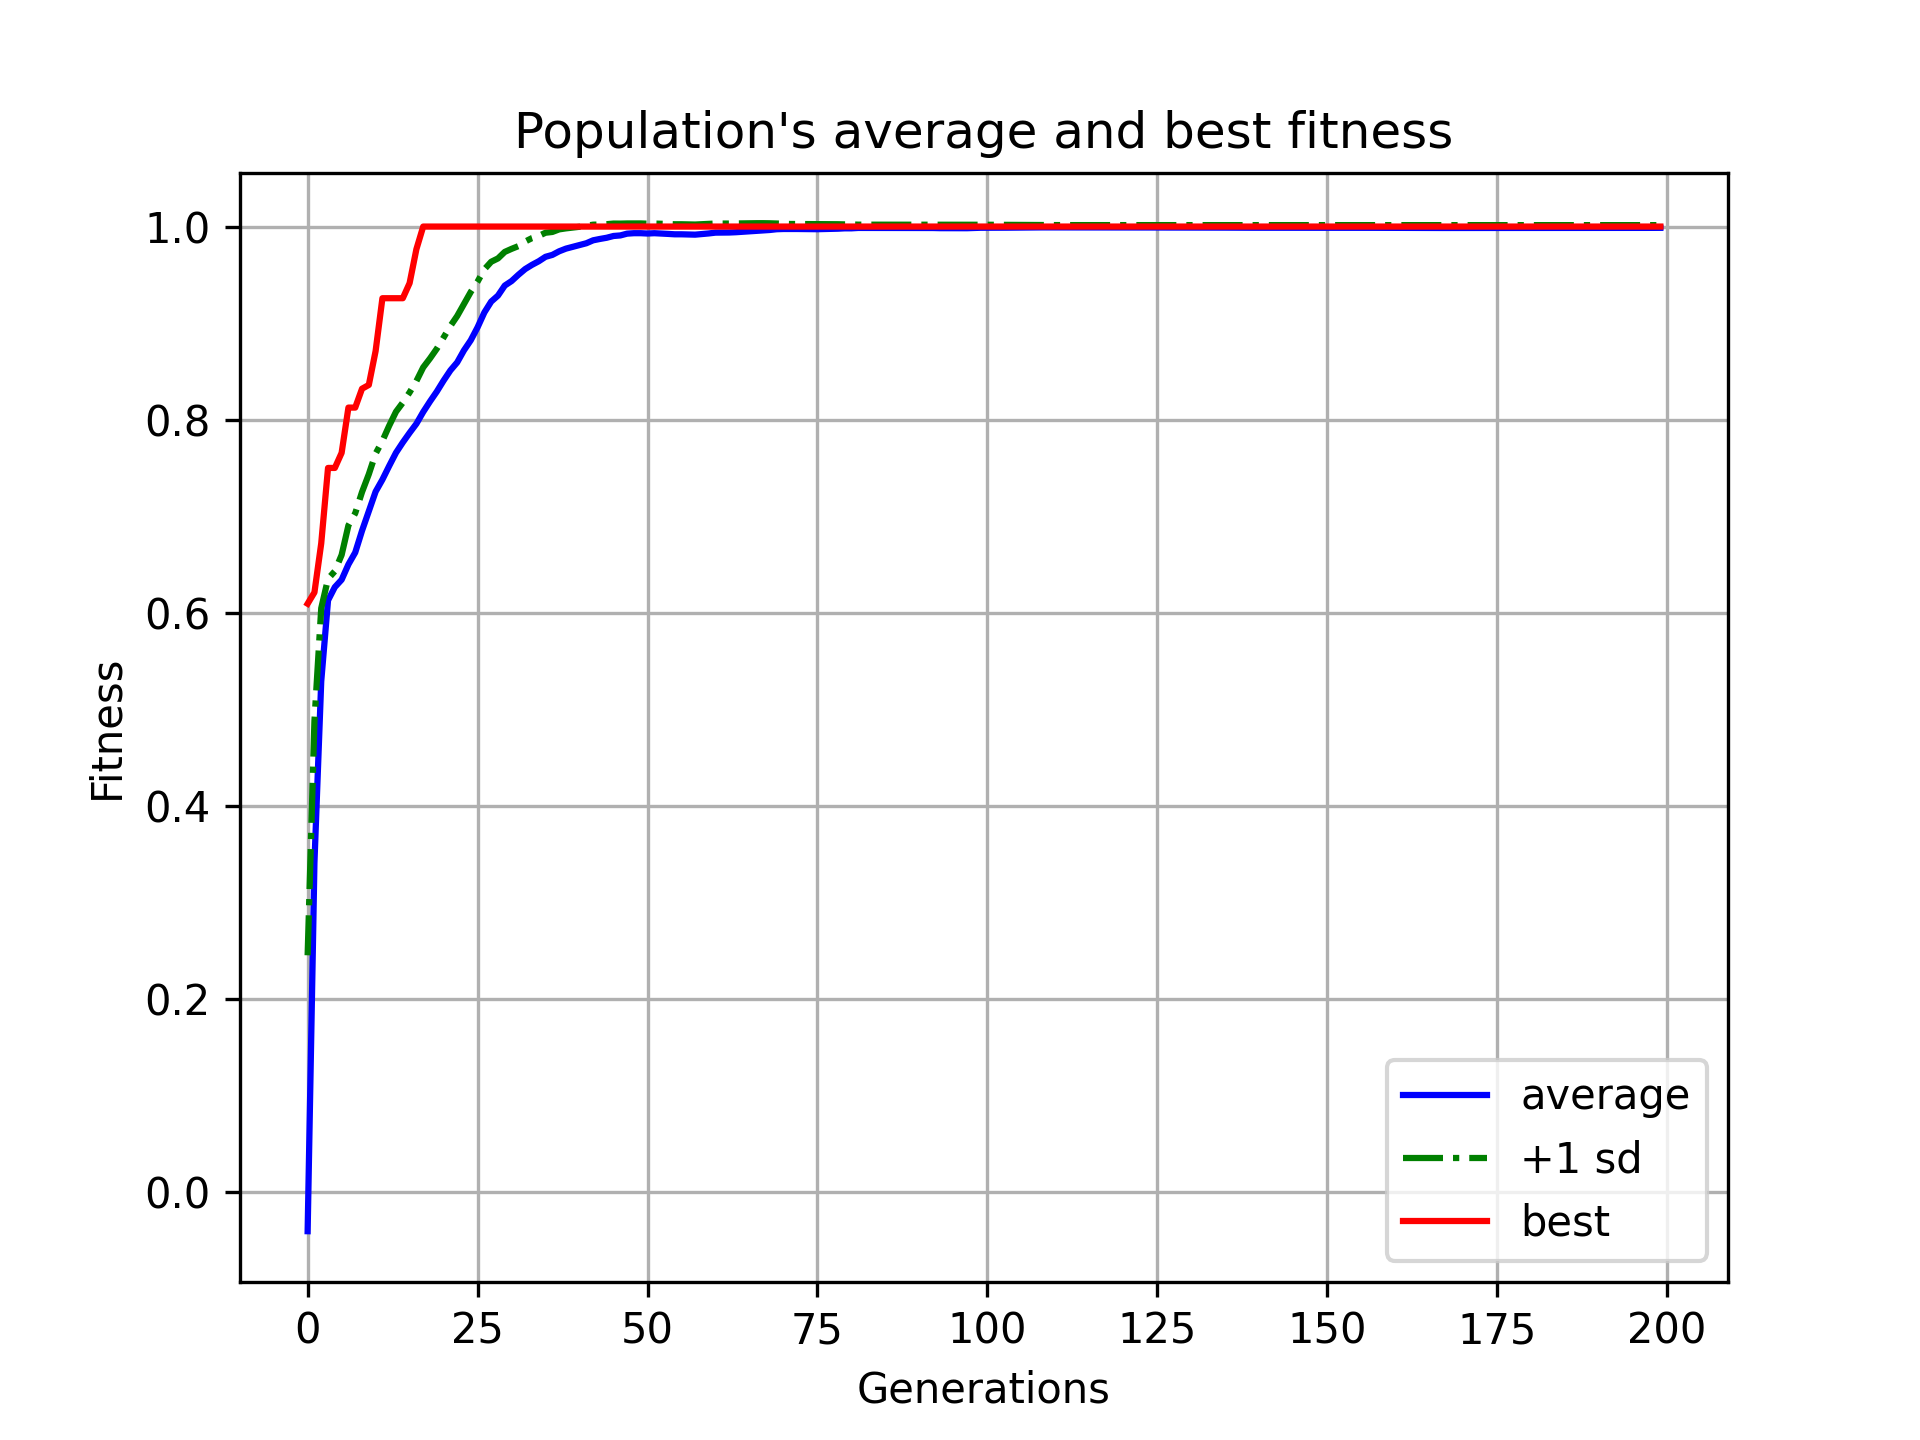 Population's average and best fitness
1.0
0.8
0.6
0.4
0.2
0.0
Fitness
0 25 50 75 100 125 150 175 200
Generations
average
+1 sd
best